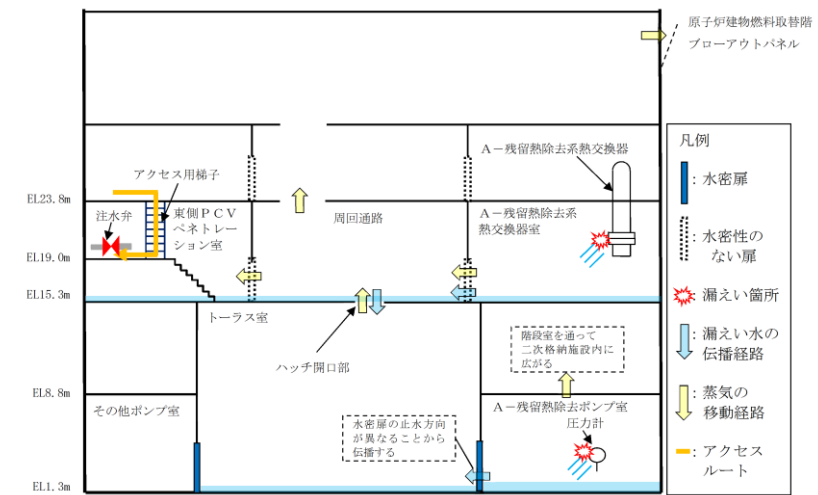 原子炉建物燃料取替階
ブローアウトパネル
凡例
：水密扉
：水密性の
ない扉
：漏えい箇所
：漏えい水の
伝播経路
：蒸気の
移動経路
：アクセス
ルート
A－残留熱除去系熱交換器
アクセス用梯子
EL23.8m
注水弁
東側PCV
ペネトレー
ション室
周回通路
A－残留熱除去系
熱交換器室
EL19.0m
EL15.3m
トーラス室
ハッチ開口部
階段室を通って
二次格納施設内に
広がる
EL8.8m
その他ポンプ室
A－残留熱除去ポンプ室
圧力計
水密扉の止水方向
が異なることから
伝播する
EL1.3m